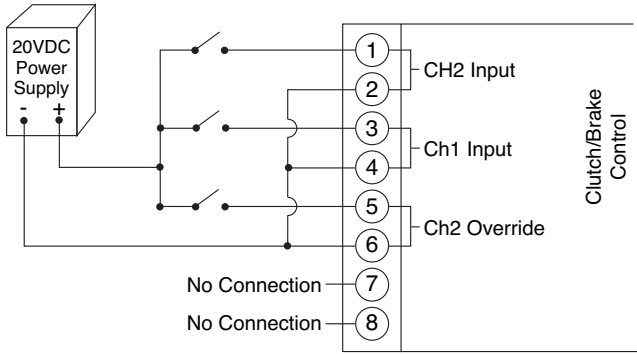 20VDC
Power
Supply
- +
1
CH2 Input
2
3
Ch1 Input
4
5
Ch2 Override
6
No Connection 7
No Connection 8
Clutch/Brake
Control